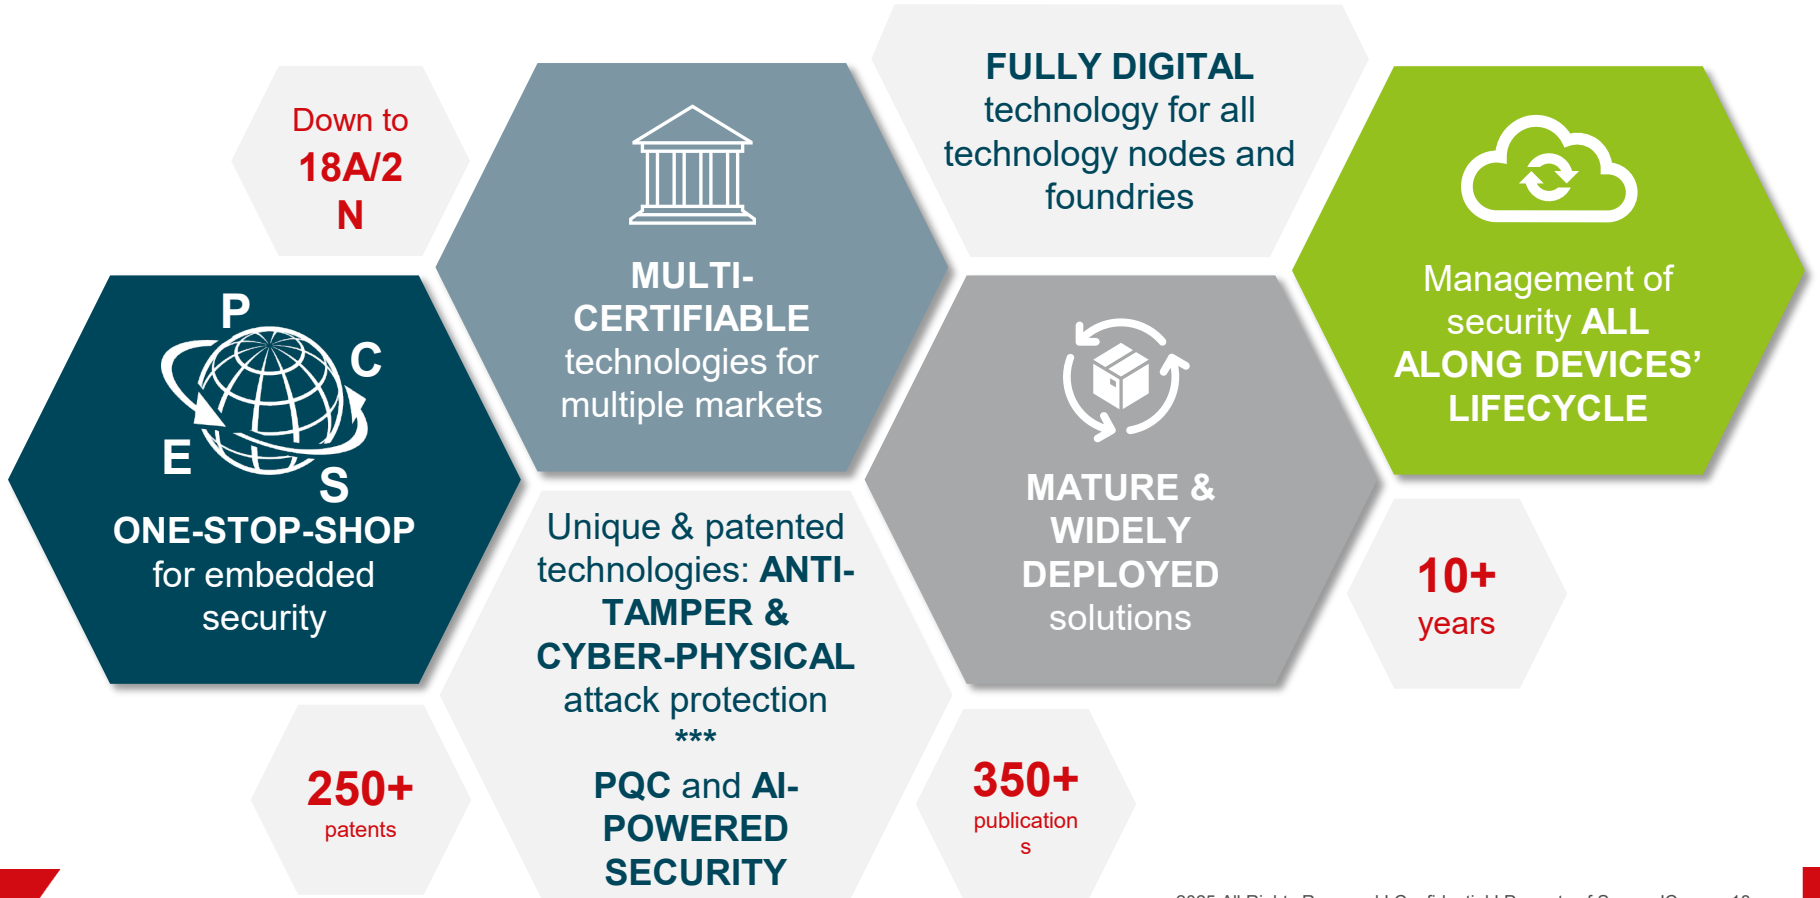 Down to
18A/2
N
P
C
E
S
ONE-STOP-SHOP
for embedded
security
MULTI-
CERTIFIABLE
technologies for
multiple markets
FULLY DIGITAL
technology for all
technology nodes and
foundries
Management of
security ALL
ALONG DEVICES’
LIFECYCLE
Unique & patented
technologies: ANTI-
TAMPER &
CYBER-PHYSICAL
attack protection
***
PQC and AI-
POWERED
SECURITY
MATURE &
WIDELY
DEPLOYED
solutions
10+
years
250+
patents
350+
publication
s